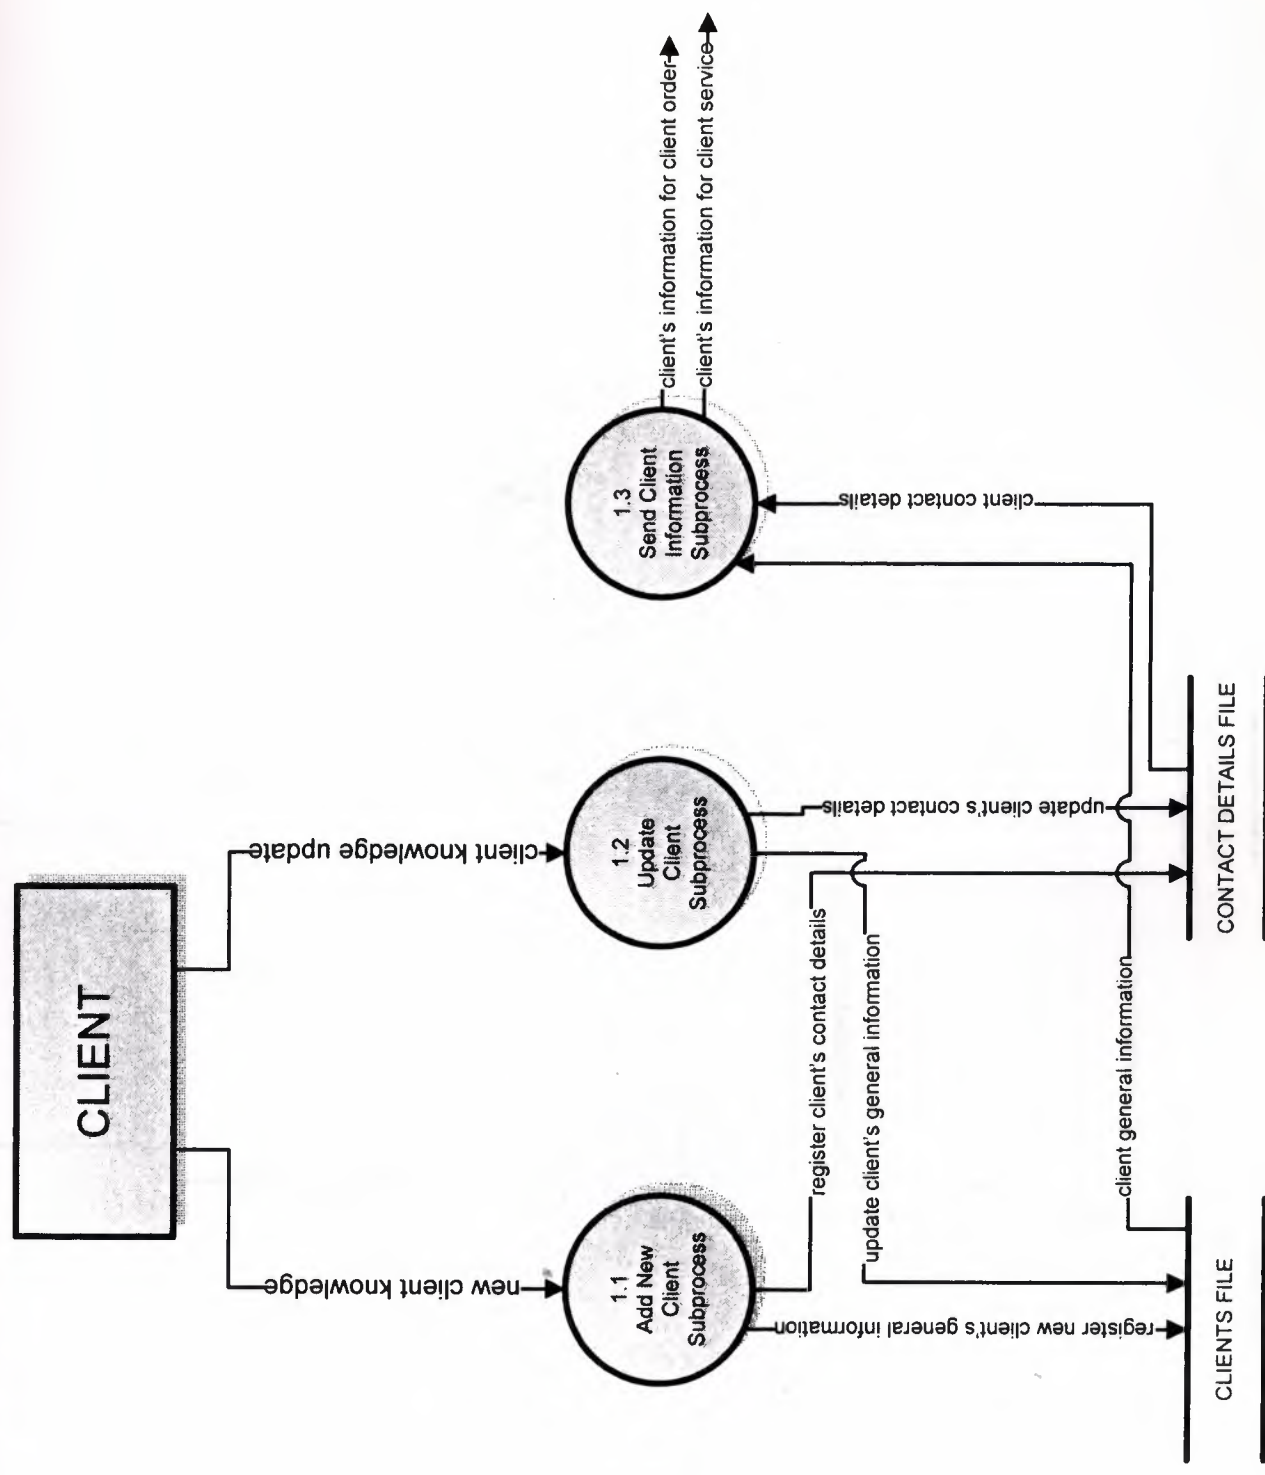 CLIENT
new client knowledge
client knowledge update
1.1
Add New
Client
Subprocess
1.2
Update
Client
Subprocess
1.3
Send Client
Information
Subprocess
client's information for client order
client's information for client service
register new client's general information
register client's contact details
update client's general information
update client's contact details
client general information
client contact details
CLIENTS FILE
CONTACT DETAILS FILE